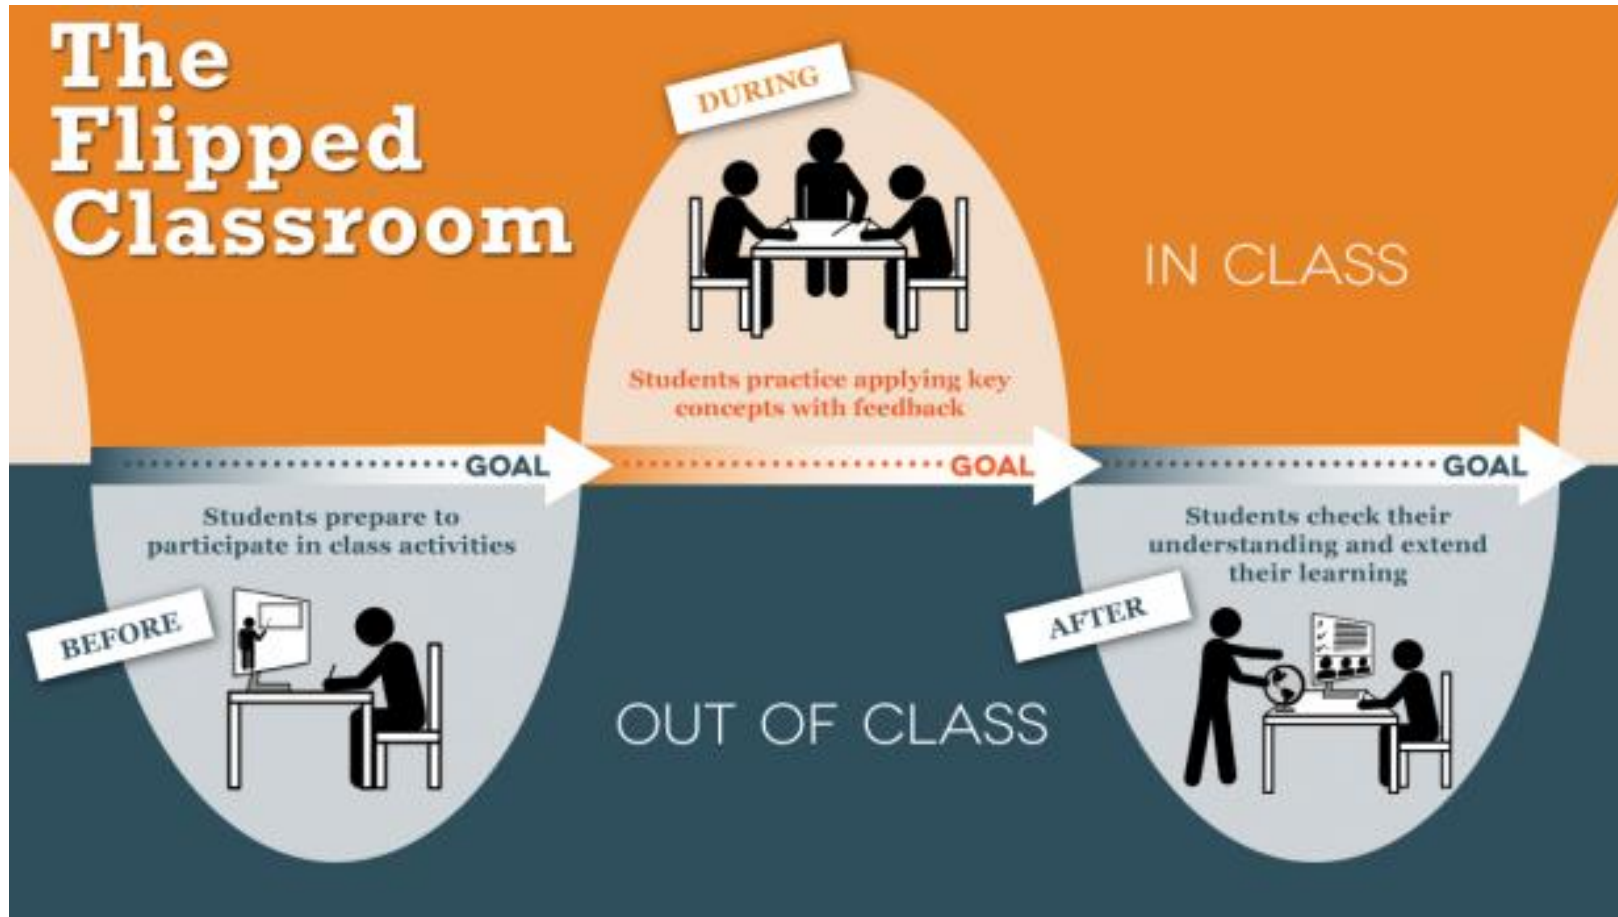 The
Flipped
Classroom
DURING
IN CLASS
Students practice applying key
concepts with feedback
GOAL
GOAL
GOAL
Students prepare to
participate in class activities
BEFORE
Students check their
understanding and extend
their learning
AFTER
OUT OF CLASS